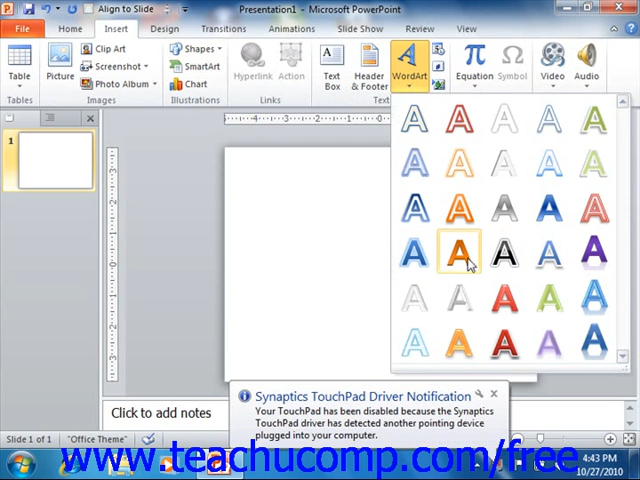 Align to Slide
Presentation1 - Microsoft PowerPoint
File Home Insert Design Transitions Animations Slide Show Review View
Table
Tables
Picture
Clip Art
Screenshot
Photo Album
Images
Shapes
SmartArt
Chart
Illustrations
Hyperlink
Action
Links
Text
Box
Header
& Footer
WordArt
Text
Equation
Symbol
Video
Audio
1
Synaptics TouchPad Driver Notification
Your TouchPad has been disabled because the Synaptics
TouchPad driver has detected another pointing device
plugged into your computer.
Click to add notes
Slide 1 of 1
"Office Theme"
www.teachucomp.com/free
4:43 PM
10/27/2010